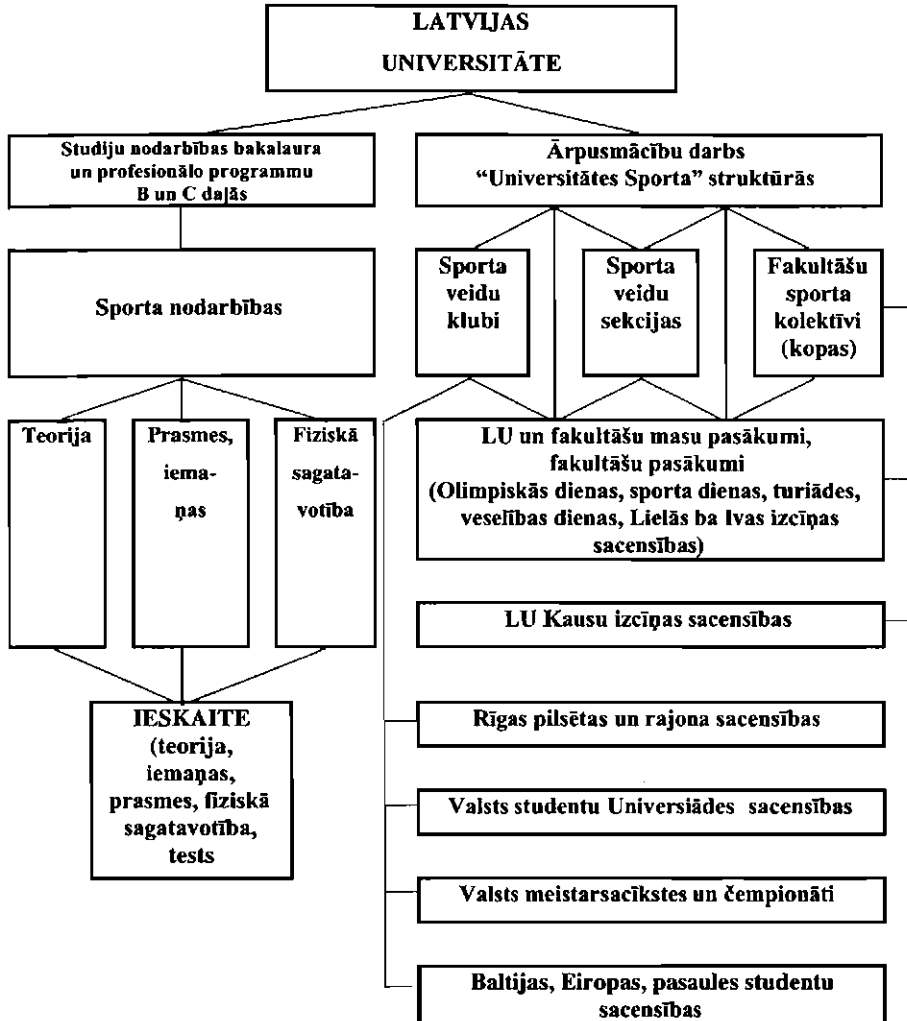 LATVIJAS
UNIVERSITĀTE
Studiju nodarbības bakalaura
un profesionālo programmu
B un C daļās
Ārpusmācību darbs
“Universitātes Sporta” struktūrās
Sporta nodarbības
Sporta
veidu
klubi
Sporta
veidu
sekcijas
Fakultāšu
sporta
kolektīvi
(kopas)
Teorija
Prasmes,
iema-
ņas
Fiziskā
sagata-
votība
LU un fakultāšu masu pasākumi,
fakultāšu pasākumi
(Olimpiskās dienas, sporta dienas, turiādes,
veselības dienas, Lielās ba lvas izcīņas
sacensības)
LU Kausu izcīņas sacensības
IESKAITE
(teorija,
iemaņas,
prasmes, fiziskā
sagatavotība,
tests
Rīgas pilsētas un rajona sacensības
Valsts studentu Universiādes sacensības
Valsts meistarsacīkstes un čempionāti
Baltijas, Eiropas, pasaules studentu
sacensības